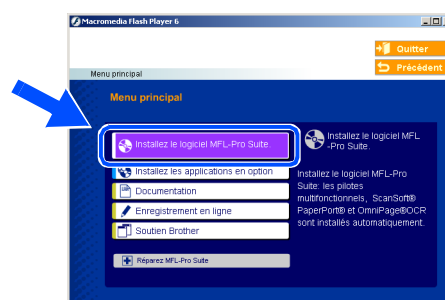 Macromedia Flash Player 6
Quitter
Précédent
Menu principal
Menu principal
Installez le logiciel MFL-Pro Suite.
Installez les applications en option
Documentation
Enregistrement en ligne
Soutien Brother
Réparez MFL-Pro Suite
Installez le logiciel MFL
-Pro Suite.
Installez le logiciel MFL-Pro
Suite: les pilotes
multifonctionnels, ScanSoft®
PaperPort® et OmniPage®OCR
sont installés automatiquement.